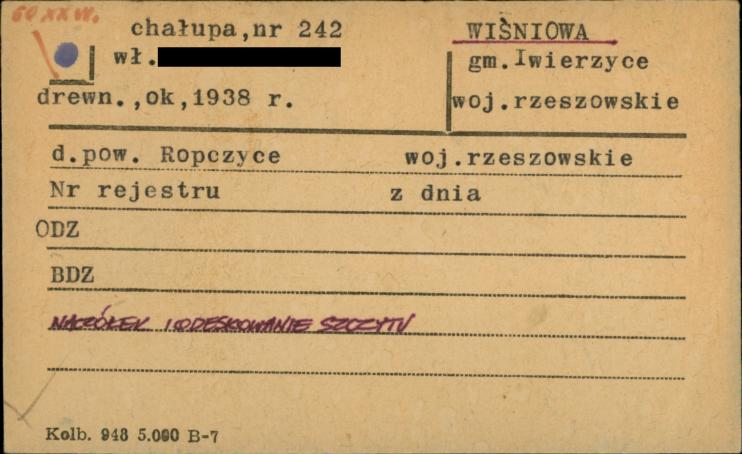 60 XX W.
chałupa, nr 242
WIŚNIOWA
wł.
gm. Iwierzyce
drewn.,ok,1938 r.
woj.rzeszowskie
d.pow. Ropczyce woj.rzeszowskie
Nr rejestru z dnia
ODZ
BDZ
NACZÓŁEK I ODESKOWANIE SZCZYTU
Kolb. 948 5.000 B-7